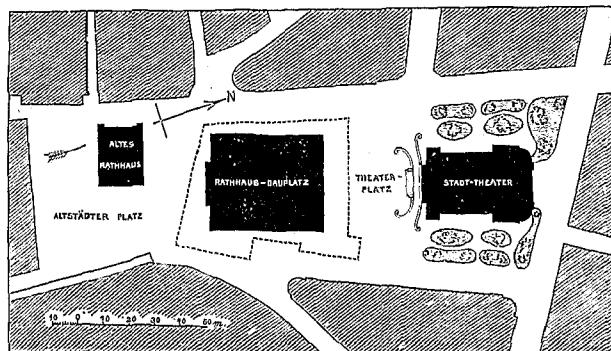 N
ALTES
RATHHAUS
RATHHAUS-BAUPLATZ
THEATER-
PLATZ
STADT-THEATER
ALTSTÄDTER PLATZ
10 0 10 20 30 40 50 m